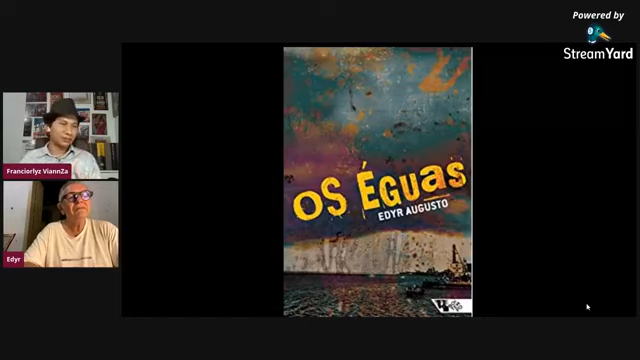 Powered by
StreamYard
Franciorlyz ViannZa
Edyr
OS ÉGUAS
EDYR AUGUSTO